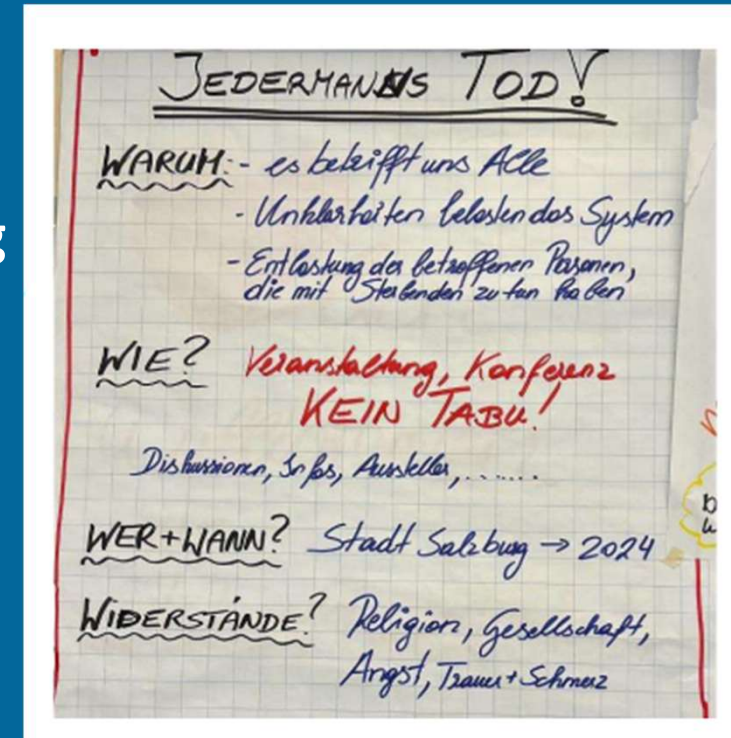 JEDERMANNS TOD!
WARUM: - es betrifft uns Alle
- Unklarheiten belasten das System
- Entlastung der betroffenen Personen,
die mit Sterbenden zu tun haben
WIE? Veranstaltung, Konferenz
KEIN TABU!
Diskussionen, Infos, Aussteller, .......
WER+WANN? Stadt Salzburg → 2024
WIDERSTÄNDE? Religion, Gesellschaft,
Angst, Trauer + Schmerz